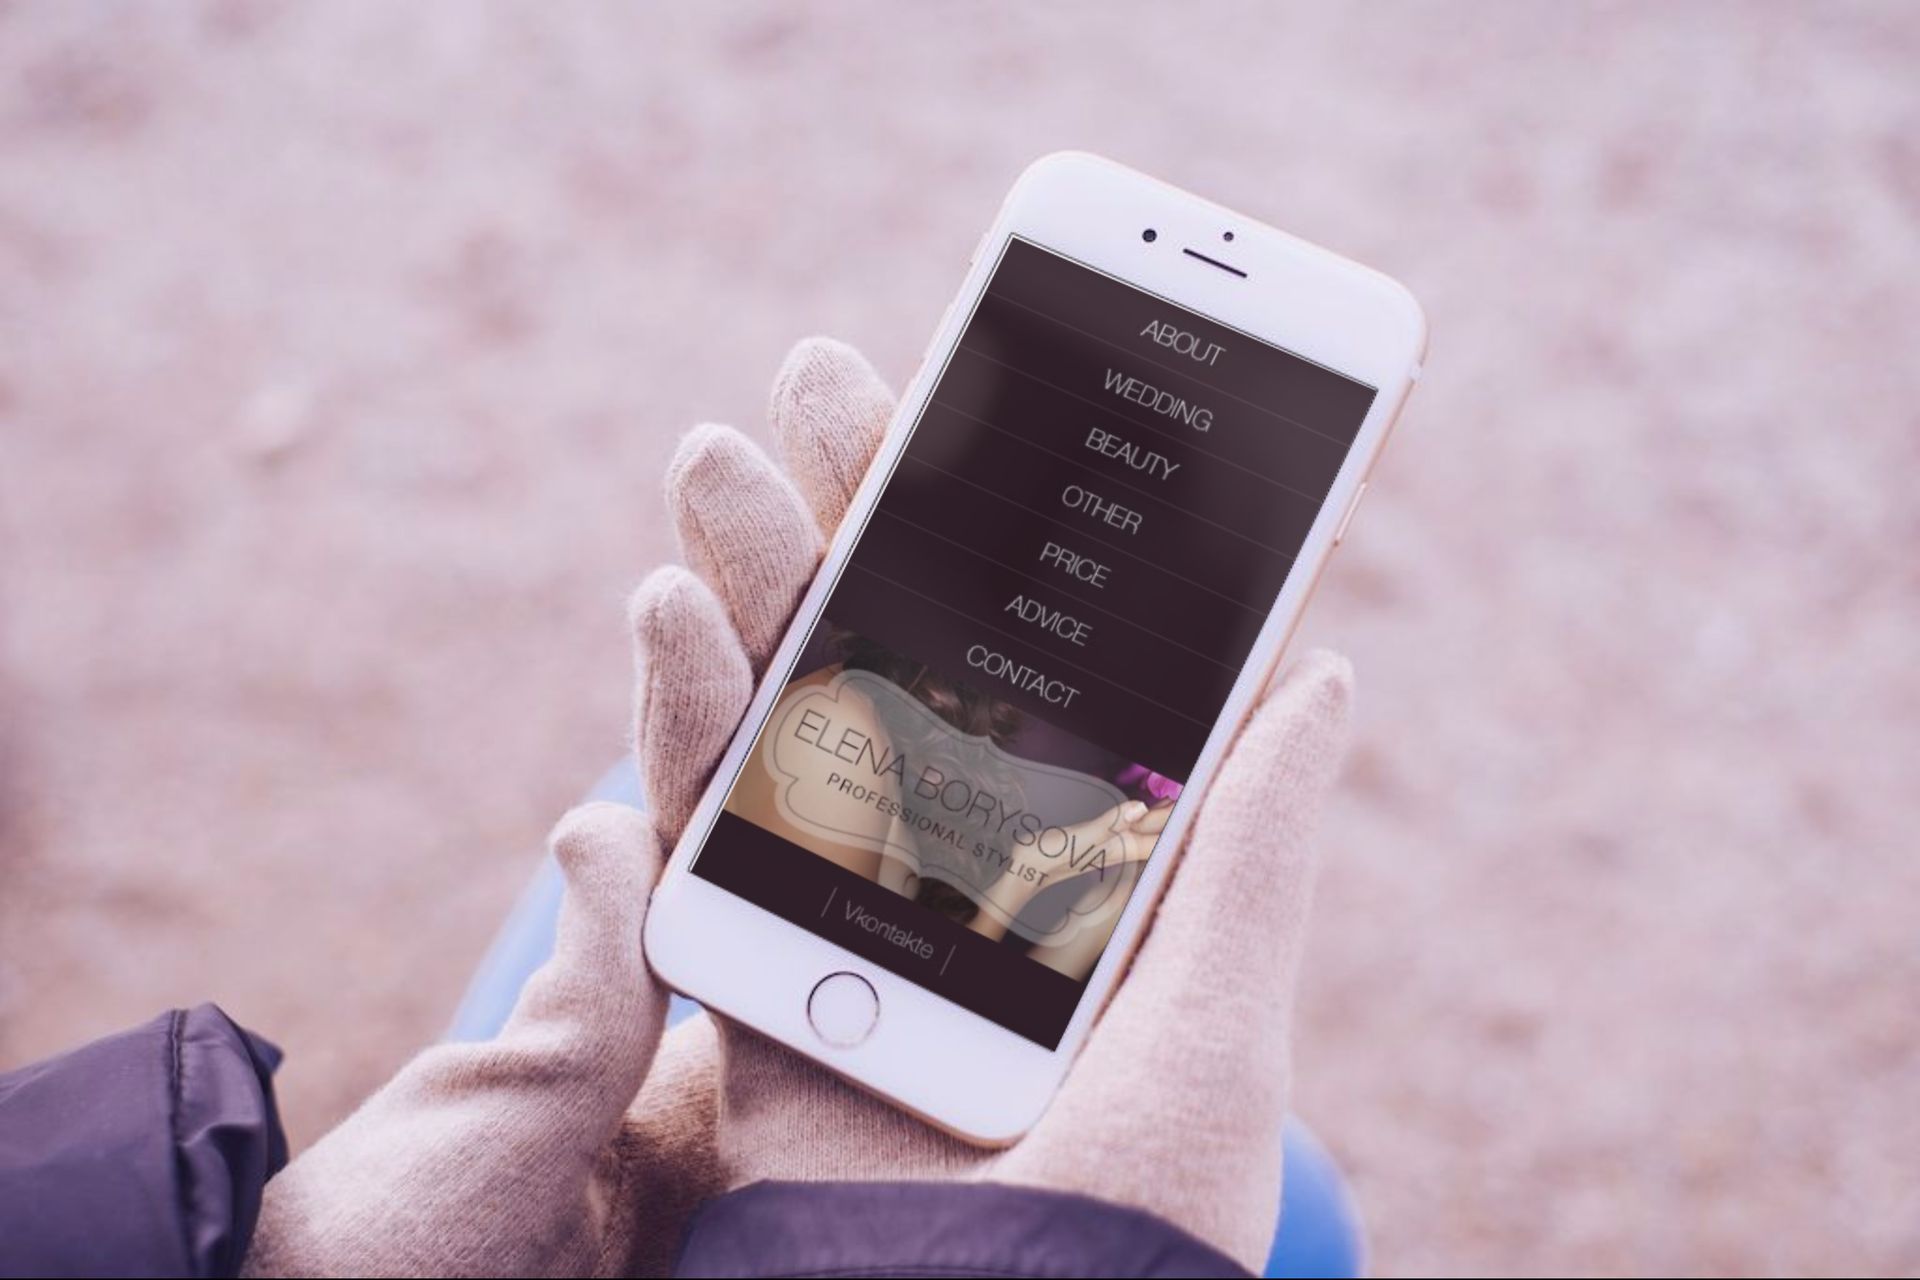 ABOUT
WEDDING
BEAUTY
OTHER
PRICE
ADVICE
CONTACT
ELENA BORYSOVA
PROFESSIONAL STYLIST
| Vkontakte |